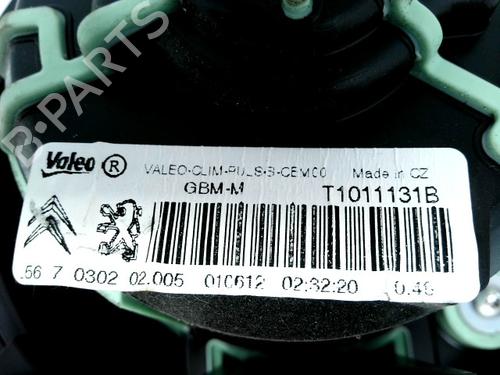 B-PARTS
Valeo ® VALEO-CLIM-PULS-B-CEM00 Made in CZ
GBM-M T1011131B
.56 7 0302 02.005 010612 02:32:20 0.48